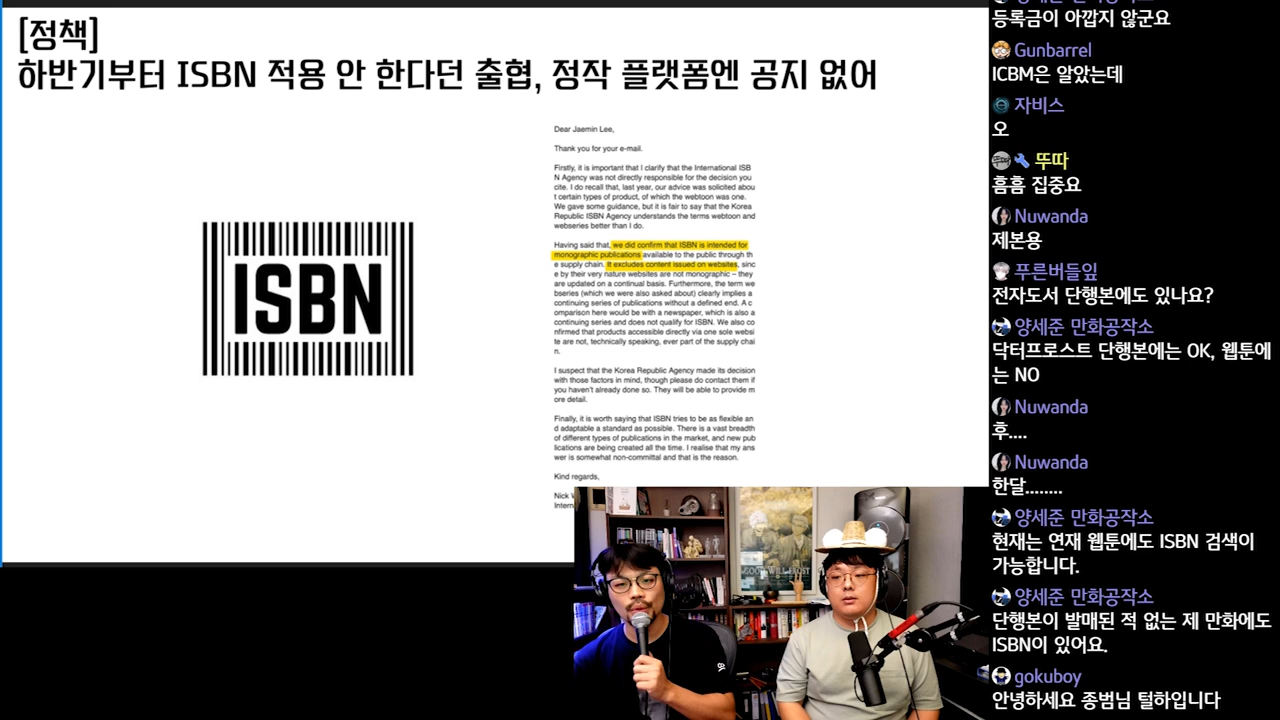 [정책]
하반기부터 ISBN 적용 안 한다던 출협, 정작 플랫폼엔 공지 없어
ISBN
Dear Jaemin Lee,
Thank you for your e-mail.
Firstly, it is important that I clarify that the International ISB
N Agency was not directly responsible for the decision you
cite. I do recall that, last year, our advice was solicited abou
t certain types of product, of which the webtoon was one.
We gave some guidance, but it is fair to say that the Korea
Republic ISBN Agency understands the terms webtoon and
webseries better than I do.
Having said that, we did confirm that ISBN is intended for
monographic publications available to the public through th
e supply chain. It excludes content issued on websites, sinc
e by their very nature websites are not monographic – they
are updated on a continual basis. Furthermore, the term we
bseries (which we were also asked about) clearly implies a
continuing series of publications without a defined end. A c
omparison here would be with a newspaper, which is also a
continuing series and does not qualify for ISBN. We also co
nfirmed that products accessible directly via one sole websi
te are not, technically speaking, ever part of the supply chai
n.
I suspect that the Korea Republic Agency made its decision
with those factors in mind, though please do contact them if
you haven't already done so. They will be able to provide m
ore detail.
Finally, it is worth saying that ISBN tries to be as flexible an
d adaptable a standard as possible. There is a vast breadth
of different types of publications in the market, and new pub
lications are being created all the time. I realise that my ans
wer is somewhat non-committal and that is the reason.
Kind regards,
Nick
Intern
GOOD WILL FROST
등록금이 아깝지 않군요
Gunbarrel
ICBM은 알았는데
자비스
오
뚜따
흠흠 집중요
Nuwanda
제본용
푸른버들잎
전자도서 단행본에도 있나요?
양세준 만화공작소
닥터프로스트 단행본에는 OK, 웹툰에
는 NO
Nuwanda
후....
Nuwanda
한달........
양세준 만화공작소
현재는 연재 웹툰에도 ISBN 검색이
가능합니다.
양세준 만화공작소
단행본이 발매된 적 없는 제 만화에도
ISBN이 있어요.
gokuboy
안녕하세요 종범님 털하입니다